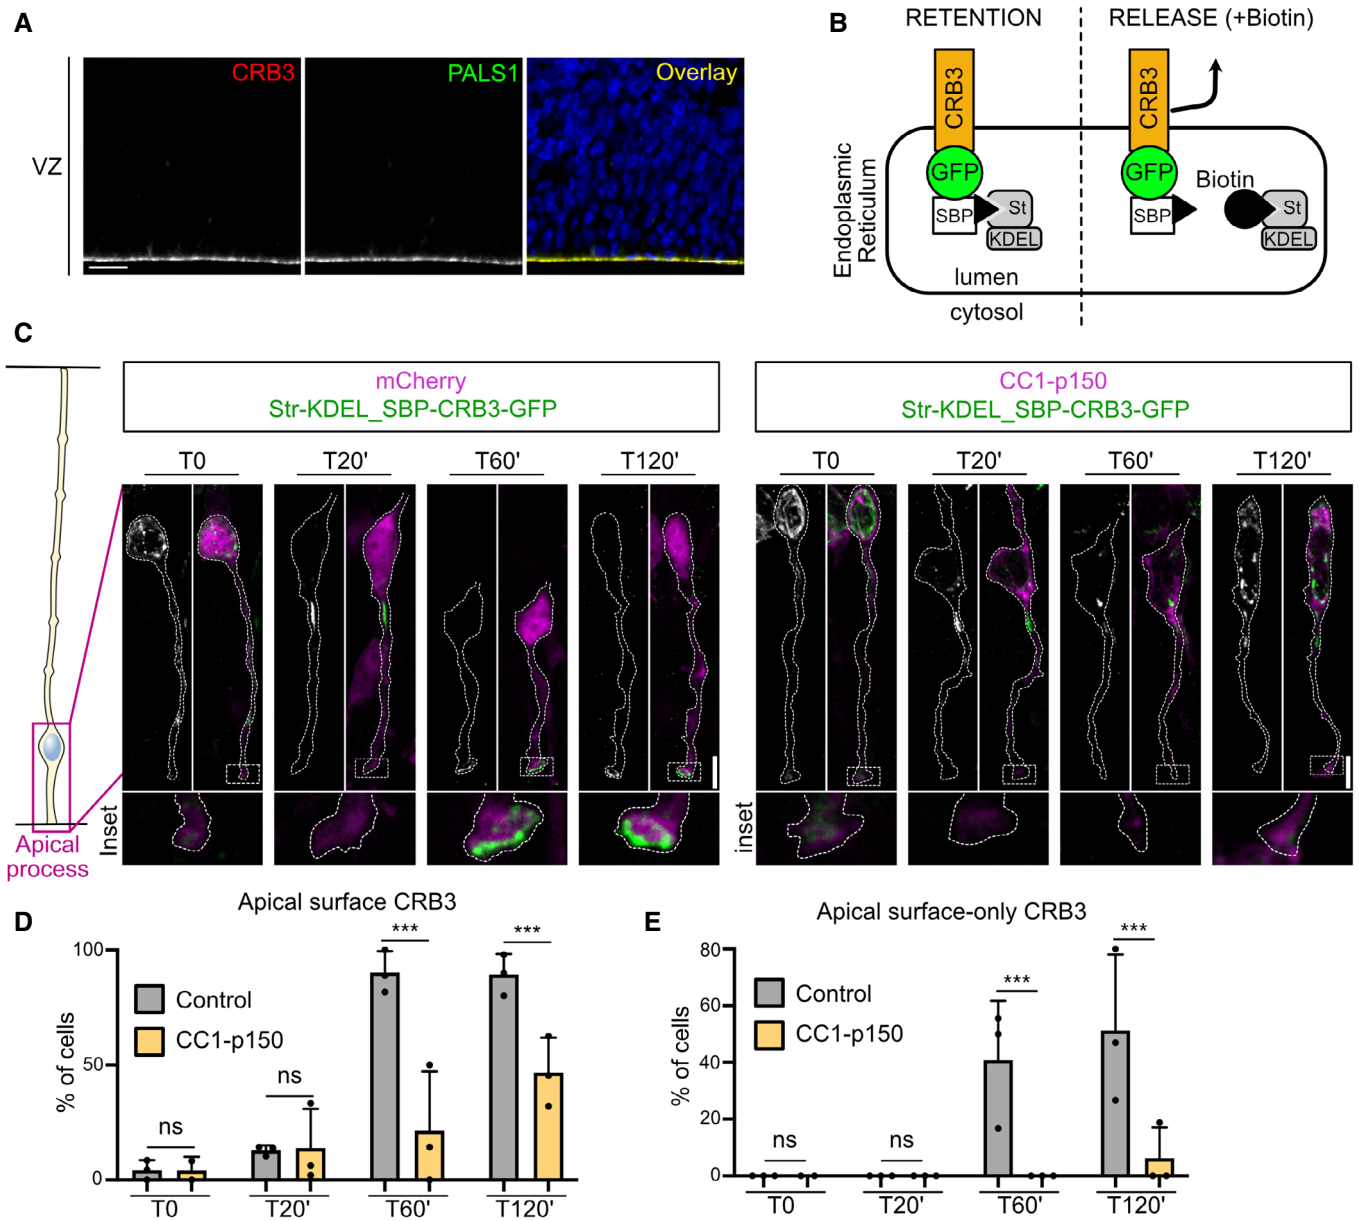 A
CRB3
PALS1
Overlay
VZ
B
RETENTION
RELEASE (+Biotin)
CRB3
GFP
SBP
St
KDEL
CRB3
GFP
SBP
Biotin
St
KDEL
Endoplasmic
Reticulum
lumen
cytosol
C
mCherry
Str-KDEL_SBP-CRB3-GFP
CC1-p150
Str-KDEL_SBP-CRB3-GFP
T0
T20'
T60'
T120'
T0
T20'
T60'
T120'
Inset
inset
Apical
process
D
Apical surface CRB3
% of cells
100
50
0
Control
CC1-p150
ns
ns
***
***
T0
T20'
T60'
T120'
E
Apical surface-only CRB3
% of cells
80
60
40
20
0
Control
CC1-p150
ns
ns
***
***
T0
T20'
T60'
T120'